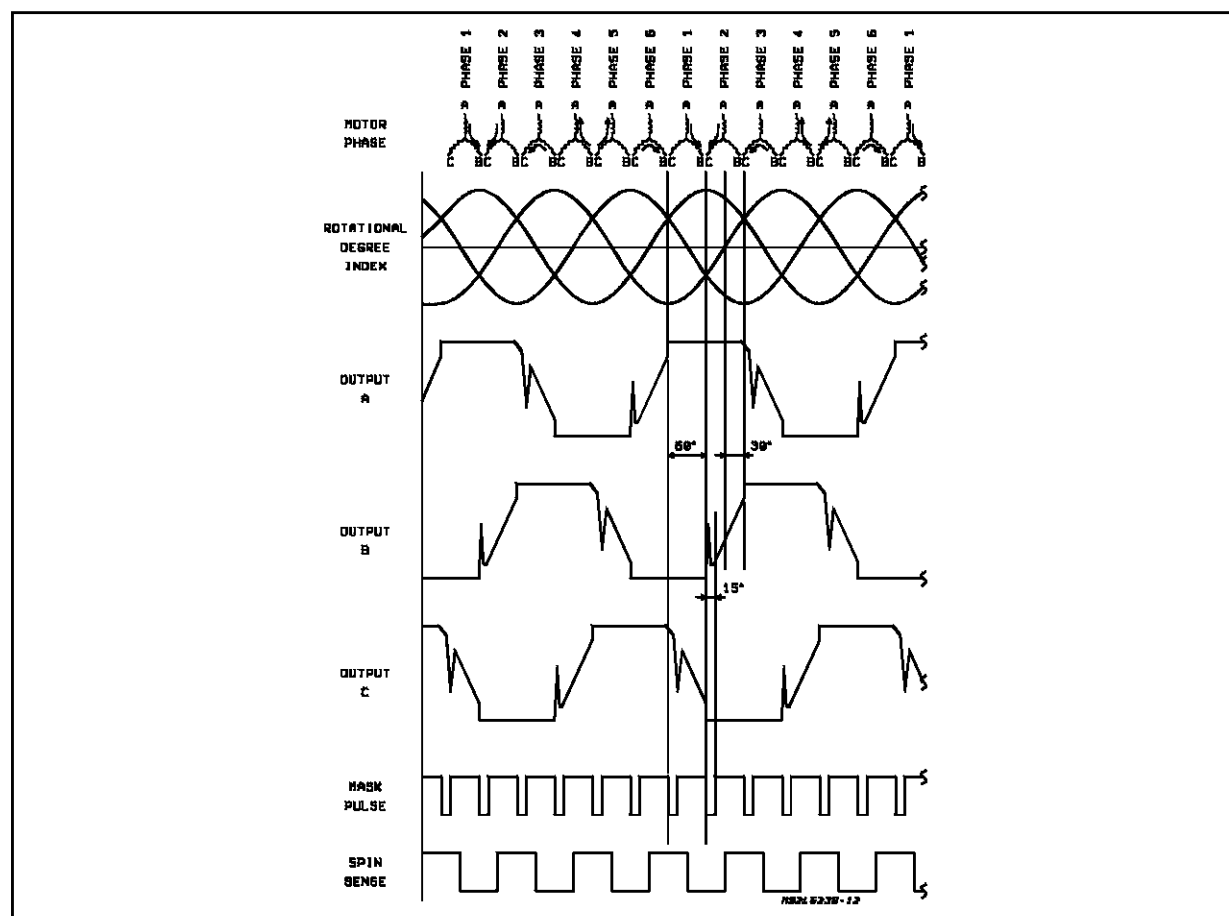 PHASE 1
PHASE 2
PHASE 3
PHASE 4
PHASE 5
PHASE 6
PHASE 1
PHASE 2
PHASE 3
PHASE 4
PHASE 5
PHASE 6
PHASE 1
A A A A A A A A A A A A A
MOTOR
PHASE
C B C B C B C B C B C B C B C B C B C B C B C B C B
ROTATIONAL
DEGREE
INDEX
OUTPUT
A
60°
30°
OUTPUT
B
15°
OUTPUT
C
MASK
PULSE
SPIN
SENSE